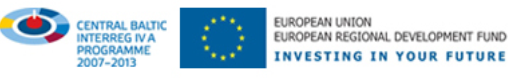 CENTRAL BALTIC
INTERREG IV A
PROGRAMME
2007–2013
EUROPEAN UNION
EUROPEAN REGIONAL DEVELOPMENT FUND
INVESTING IN YOUR FUTURE